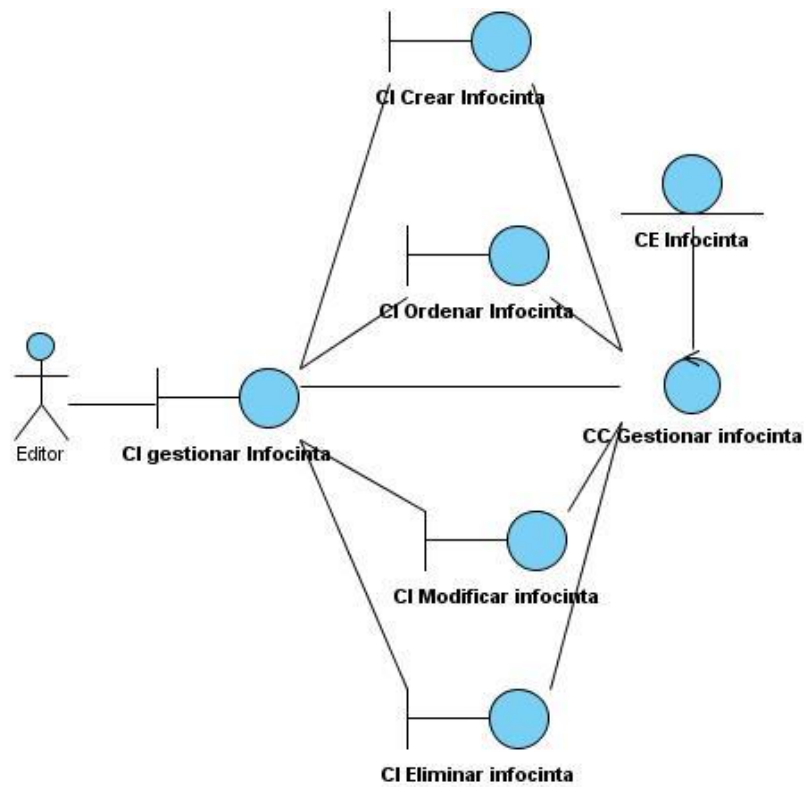 CI Crear Infocinta
CE Infocinta
CI Ordenar Infocinta
Editor
CI gestionar Infocinta
CC Gestionar infocinta
CI Modificar infocinta
CI Eliminar infocinta